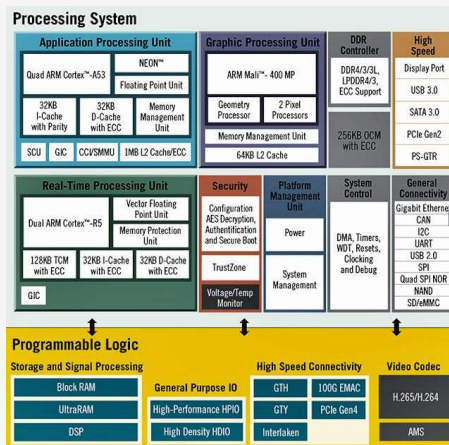 Processing System
Application Processing Unit
Quad ARM Cortex™-A53
NEON™
Floating Point Unit
32KB
I-Cache
with Parity
32KB
D-Cache
with ECC
Memory
Management
Unit
SCU
GIC
CCI/SMMU
1MB L2 Cache/ECC
Graphic Processing Unit
ARM Mali™- 400 MP
Geometry
Processor
2 Pixel
Processors
Memory Management Unit
64KB L2 Cache
DDR
Controller
DDR4/3/3L,
LPDDR4/3,
ECC Support
256KB OCM
with ECC
High
Speed
Display Port
USB 3.0
SATA 3.0
PCIe Gen2
PS-GTR
Real-Time Processing Unit
Dual ARM Cortex™-R5
Vector Floating
Point Unit
Memory Protection
Unit
128KB TCM
with ECC
32KB I-Cache
with ECC
32KB D-Cache
with ECC
GIC
Security
Configuration
AES Decryption,
Authentication
and Secure Boot
TrustZone
Voltage/Temp
Monitor
Platform
Management
Unit
Power
System
Management
System
Control
DMA, Timers,
WDT, Resets,
Clocking
and Debug
General
Connectivity
Gigabit Etherne
CAN
I2C
UART
USB 2.0
SPI
Quad SPI NOR
NAND
SD/eMMC
Programmable Logic
Storage and Signal Processing
Block RAM
UltraRAM
DSP
General Purpose IO
High-Performance HPIO
High Density HDIO
High Speed Connectivity
GTH
100G EMAC
GTY
PCIe Gen4
Interlaken
Video Codec
H.265/H.264
AMS